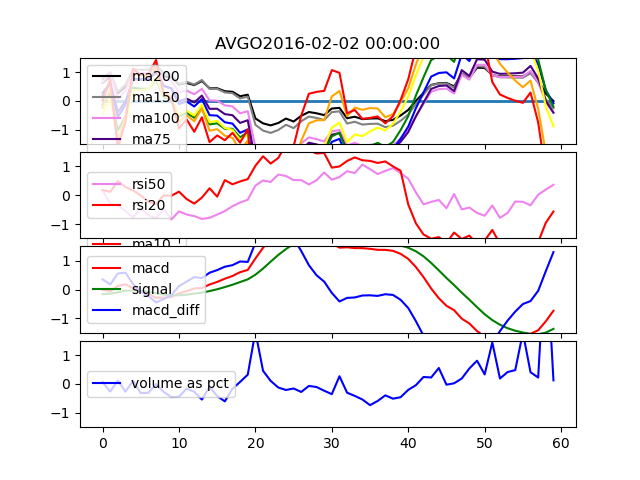 AVGO2016-02-02 00:00:00
1
0
−1
ma200
ma150
ma100
ma75
1
0
−1
rsi50
rsi20
ma10
1
0
−1
macd
signal
macd_diff
1
0
−1
volume as pct
0 10 20 30 40 50 60